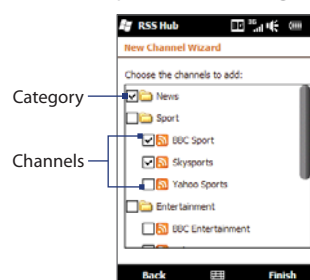 RSS Hub
New Channel Wizard
Choose the channels to add:
Category
News
Sport
BBC Sport
Channels
Skysports
Yahoo Sports
Entertainment
BBC Entertainment
Back
Finish